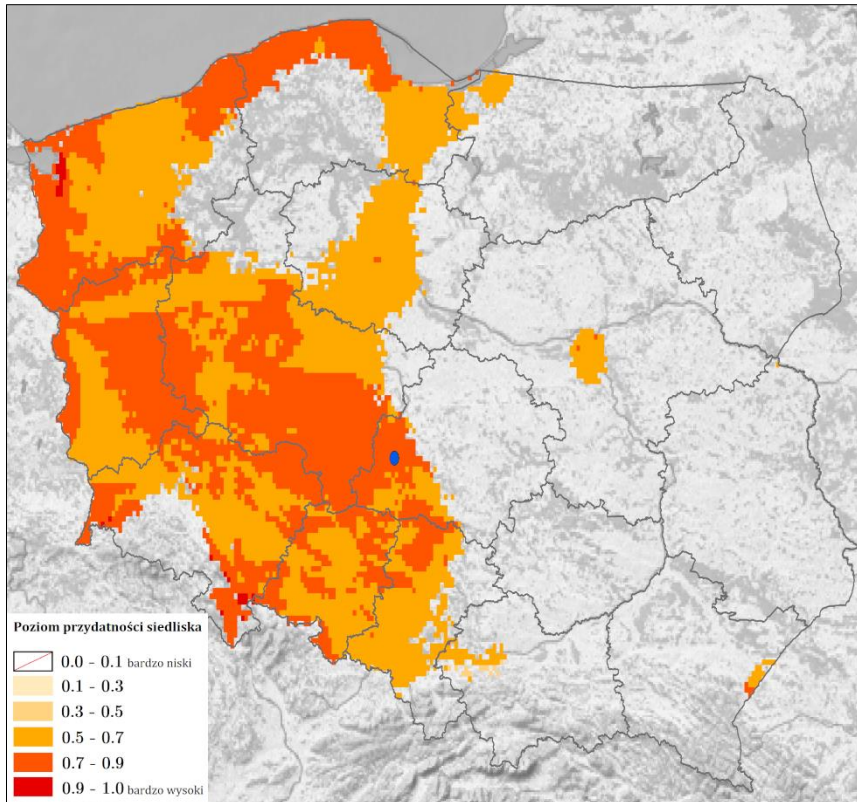 Poziom przydatności siedliska
0.0 - 0.1 bardzo niski
0.1 - 0.3
0.3 - 0.5
0.5 - 0.7
0.7 - 0.9
0.9 - 1.0 bardzo wysoki